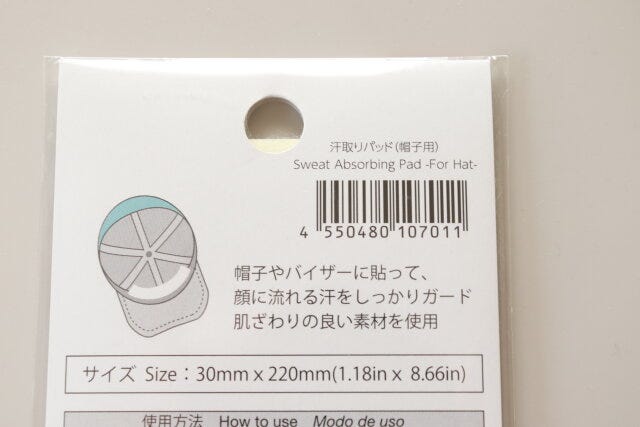 汗取りパッド(帽子用)
Sweat Absorbing Pad -For Hat-
4 550480 107011
帽子やバイザーに貼って、
顔に流れる汗をしっかりガード
肌ざわりの良い素材を使用
サイズ Size：30mm x 220mm(1.18in x 8.66in)
使用方法 How to use Modo de uso